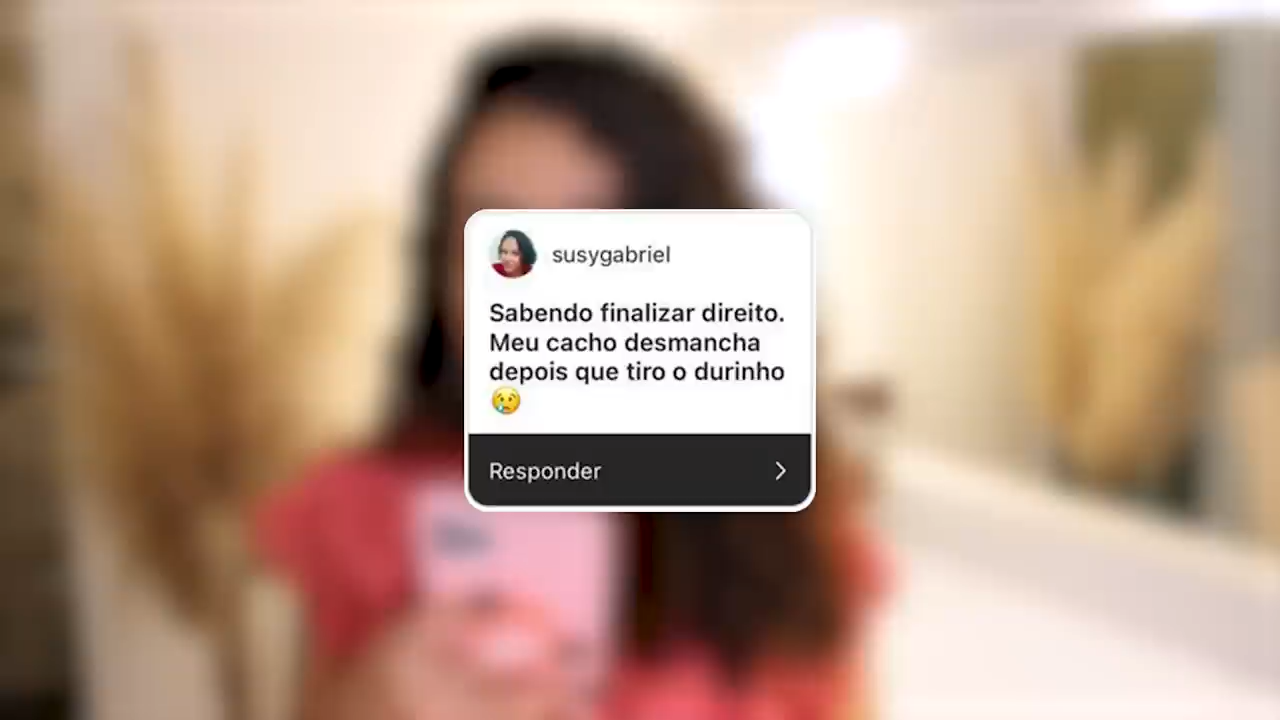 susygabriel
Sabendo finalizar direito.
Meu cacho desmancha
depois que tiro o durinho
😢
Responder